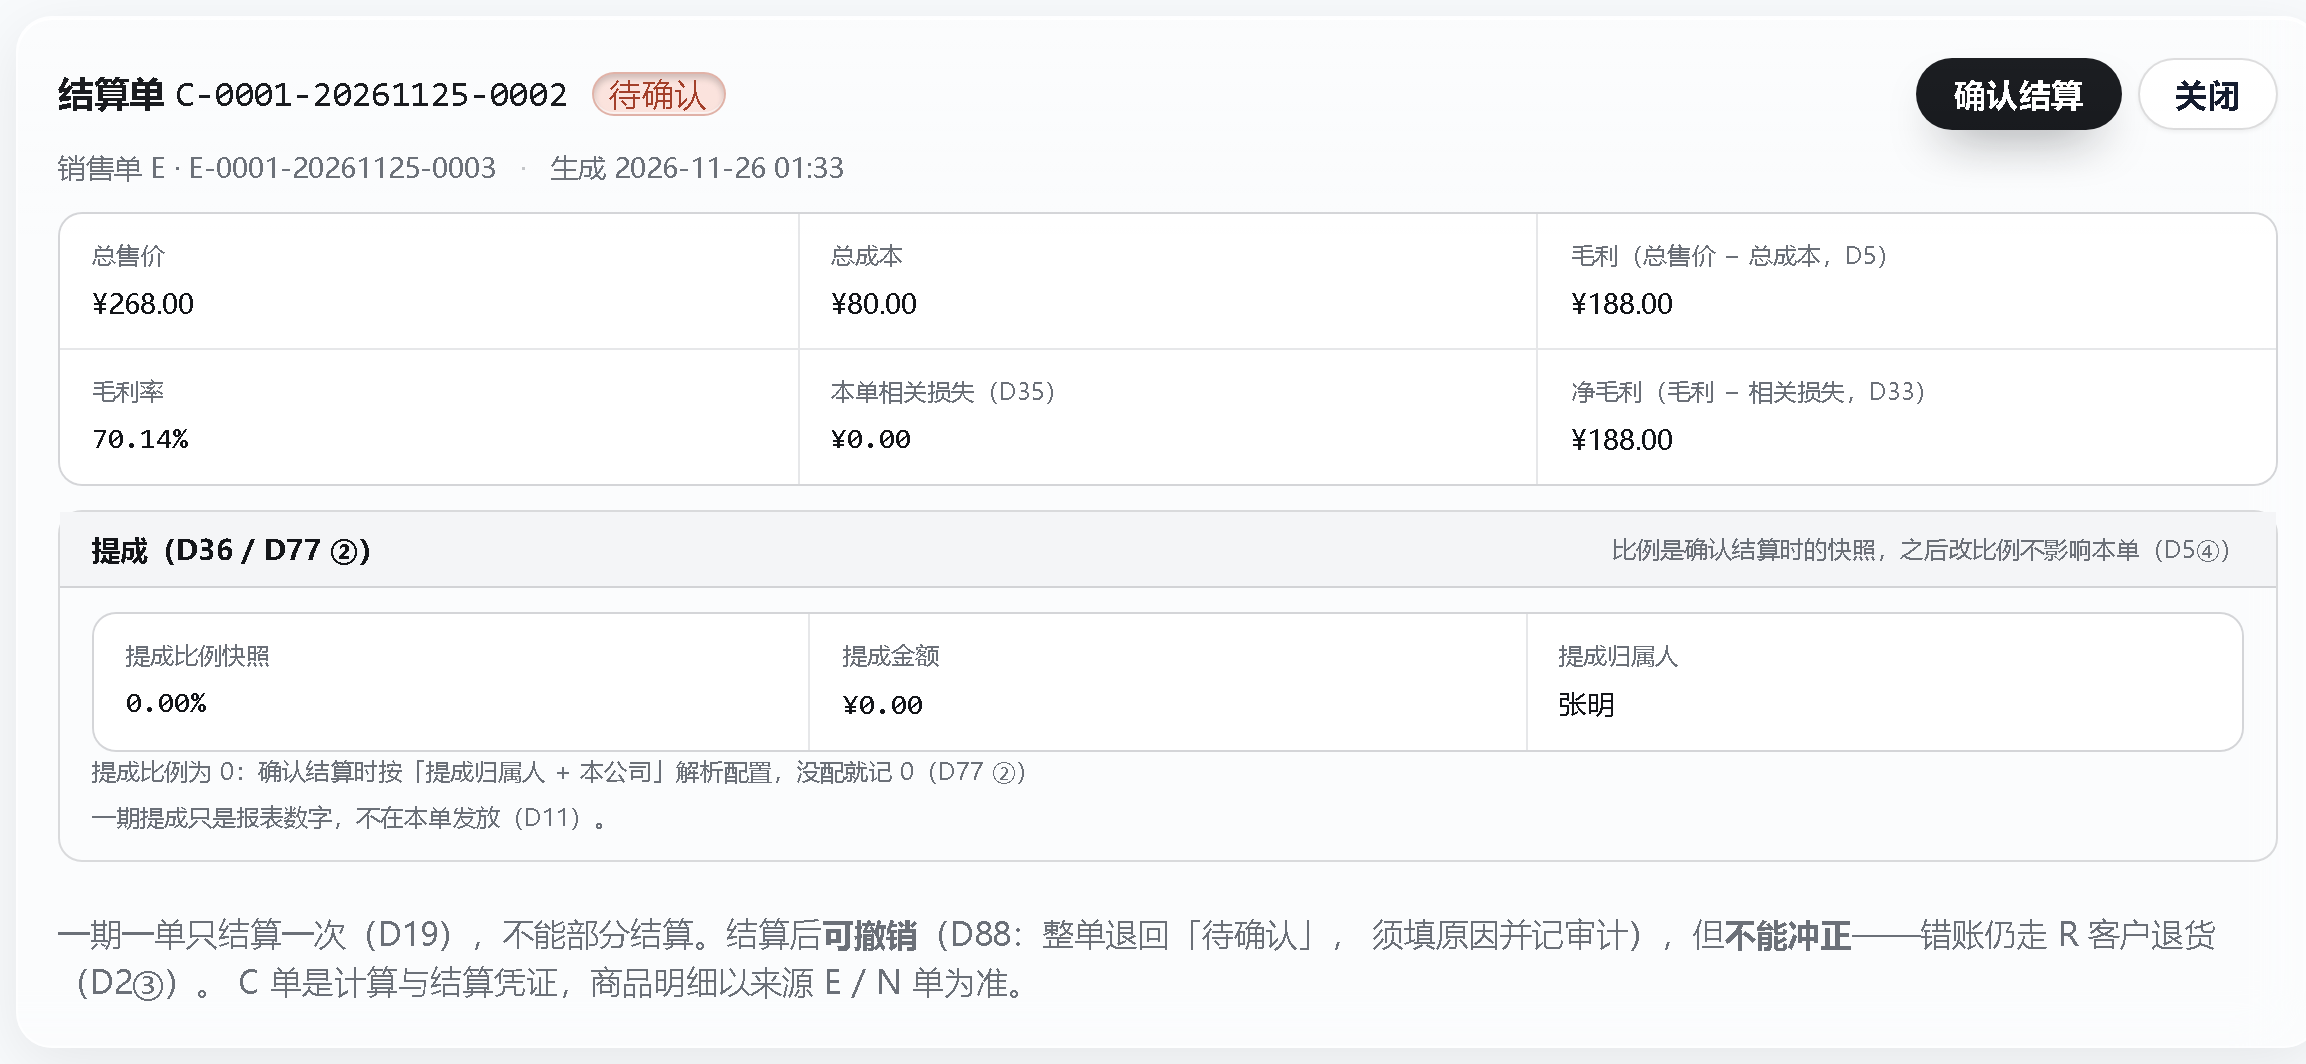 结算单 C-0001-20261125-0002 待确认 确认结算 关闭
销售单 E · E-0001-20261125-0003 · 生成 2026-11-26 01:33
总售价 总成本 毛利（总售价 − 总成本，D5）
¥268.00 ¥80.00 ¥188.00
毛利率 本单相关损失（D35） 净毛利（毛利 − 相关损失，D33）
70.14% ¥0.00 ¥188.00
提成（D36 / D77 ②） 比例是确认结算时的快照，之后改比例不影响本单（D5④）
提成比例快照 提成金额 提成归属人
0.00% ¥0.00 张明
提成比例为 0：确认结算时按「提成归属人 + 本公司」解析配置，没配就记 0（D77 ②）
一期提成只是报表数字，不在本单发放（D11）。
一期一单只结算一次（D19），不能部分结算。结算后可撤销（D88：整单退回「待确认」， 须填原因并记审计），但不能冲正——错账仍走 R 客户退货
（D2③）。 C 单是计算与结算凭证，商品明细以来源 E / N 单为准。